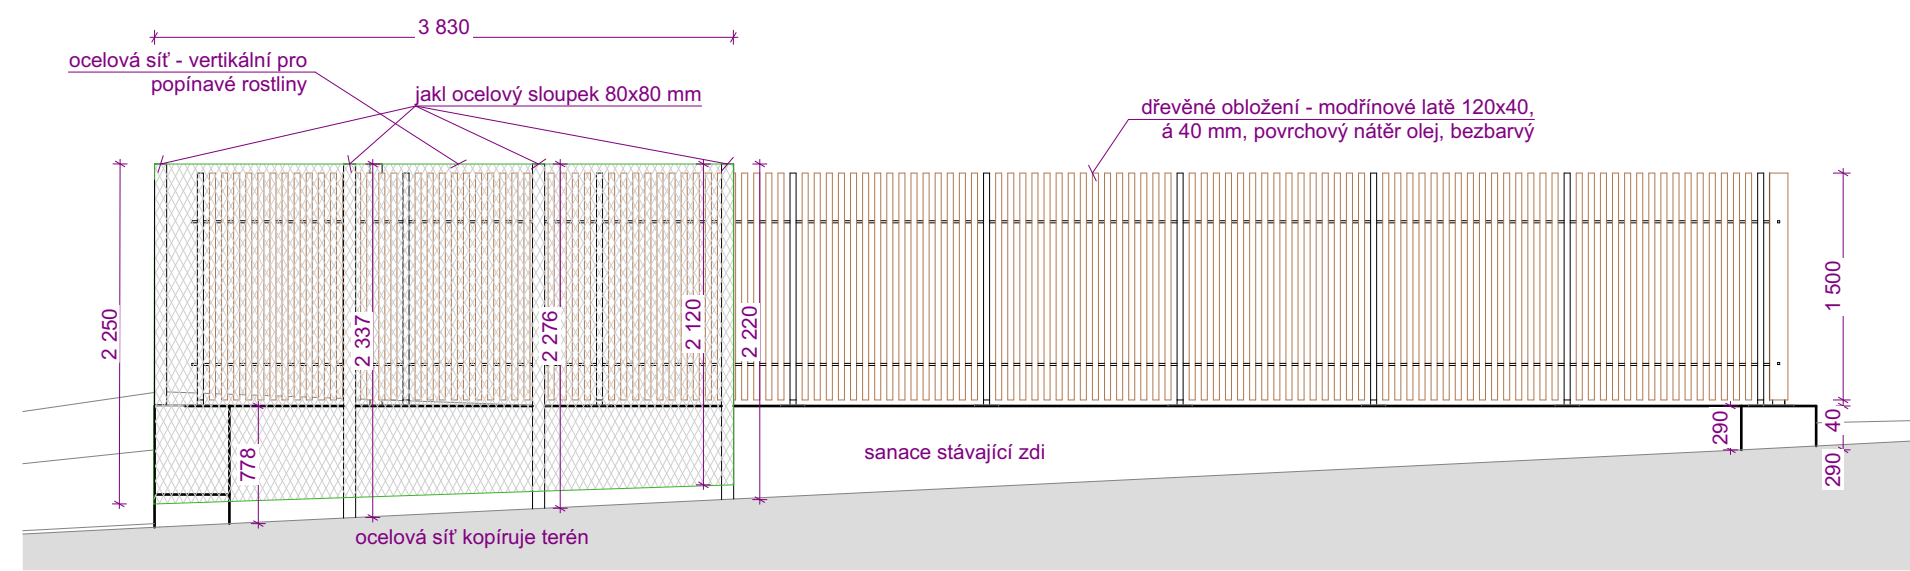 3 830
ocelová síť - vertikální pro
popínavé rostliny
jakl ocelový sloupek 80x80 mm
dřevěné obložení - modřínové latě 120x40,
á 40 mm, povrchový nátěr olej, bezbarvý
2 250
2 337
2 276
2 120
2 220
1 500
778
290
40
290
sanace stávající zdi
ocelová síť kopíruje terén